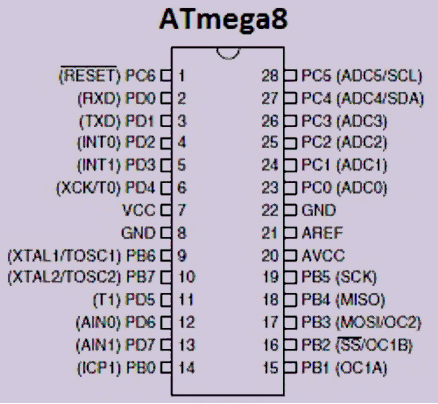 ATmega8
(RESET) PC6 1 28 PC5 (ADC5/SCL)
(RXD) PD0 2 27 PC4 (ADC4/SDA)
(TXD) PD1 3 26 PC3 (ADC3)
(INT0) PD2 4 25 PC2 (ADC2)
(INT1) PD3 5 24 PC1 (ADC1)
(XCK/T0) PD4 6 23 PC0 (ADC0)
VCC 7 22 GND
GND 8 21 AREF
(XTAL1/TOSC1) PB6 9 20 AVCC
(XTAL2/TOSC2) PB7 10 19 PB5 (SCK)
(T1) PD5 11 18 PB4 (MISO)
(AIN0) PD6 12 17 PB3 (MOSI/OC2)
(AIN1) PD7 13 16 PB2 (SS/OC1B)
(ICP1) PB0 14 15 PB1 (OC1A)